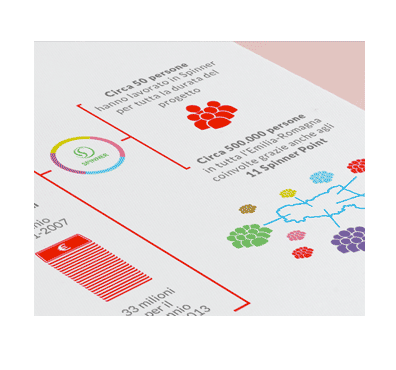 Circa 50 persone
hanno lavorato in Spinner
per tutta la durata del
progetto
Circa 500.000 persone
in tutta l'Emilia-Romagna
coinvolte grazie anche agli
11 Spinner Point
SPINNER
-2007
€
33 milioni
per il